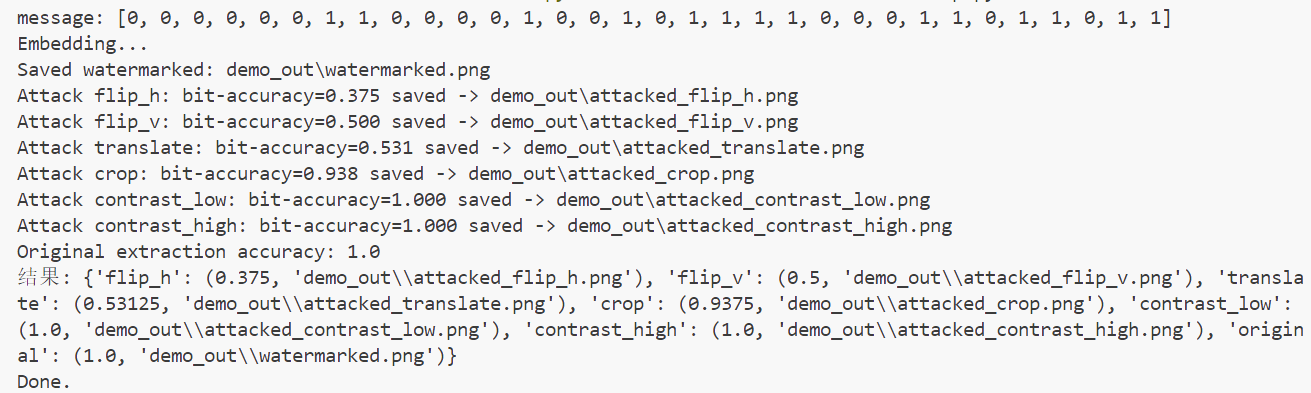 message: [0, 0, 0, 0, 0, 0, 1, 1, 0, 0, 0, 0, 1, 0, 0, 1, 0, 1, 1, 1, 1, 0, 0, 0, 1, 1, 0, 1, 1, 0, 1, 1]
Embedding...
Saved watermarked: demo_out\watermarked.png
Attack flip_h: bit-accuracy=0.375 saved -> demo_out\attacked_flip_h.png
Attack flip_v: bit-accuracy=0.500 saved -> demo_out\attacked_flip_v.png
Attack translate: bit-accuracy=0.531 saved -> demo_out\attacked_translate.png
Attack crop: bit-accuracy=0.938 saved -> demo_out\attacked_crop.png
Attack contrast_low: bit-accuracy=1.000 saved -> demo_out\attacked_contrast_low.png
Attack contrast_high: bit-accuracy=1.000 saved -> demo_out\attacked_contrast_high.png
Original extraction accuracy: 1.0
结果: {'flip_h': (0.375, 'demo_out\\attacked_flip_h.png'), 'flip_v': (0.5, 'demo_out\\attacked_flip_v.png'), 'transla
te': (0.53125, 'demo_out\\attacked_translate.png'), 'crop': (0.9375, 'demo_out\\attacked_crop.png'), 'contrast_low':
(1.0, 'demo_out\\attacked_contrast_low.png'), 'contrast_high': (1.0, 'demo_out\\attacked_contrast_high.png'), 'origin
al': (1.0, 'demo_out\\watermarked.png')}
Done.